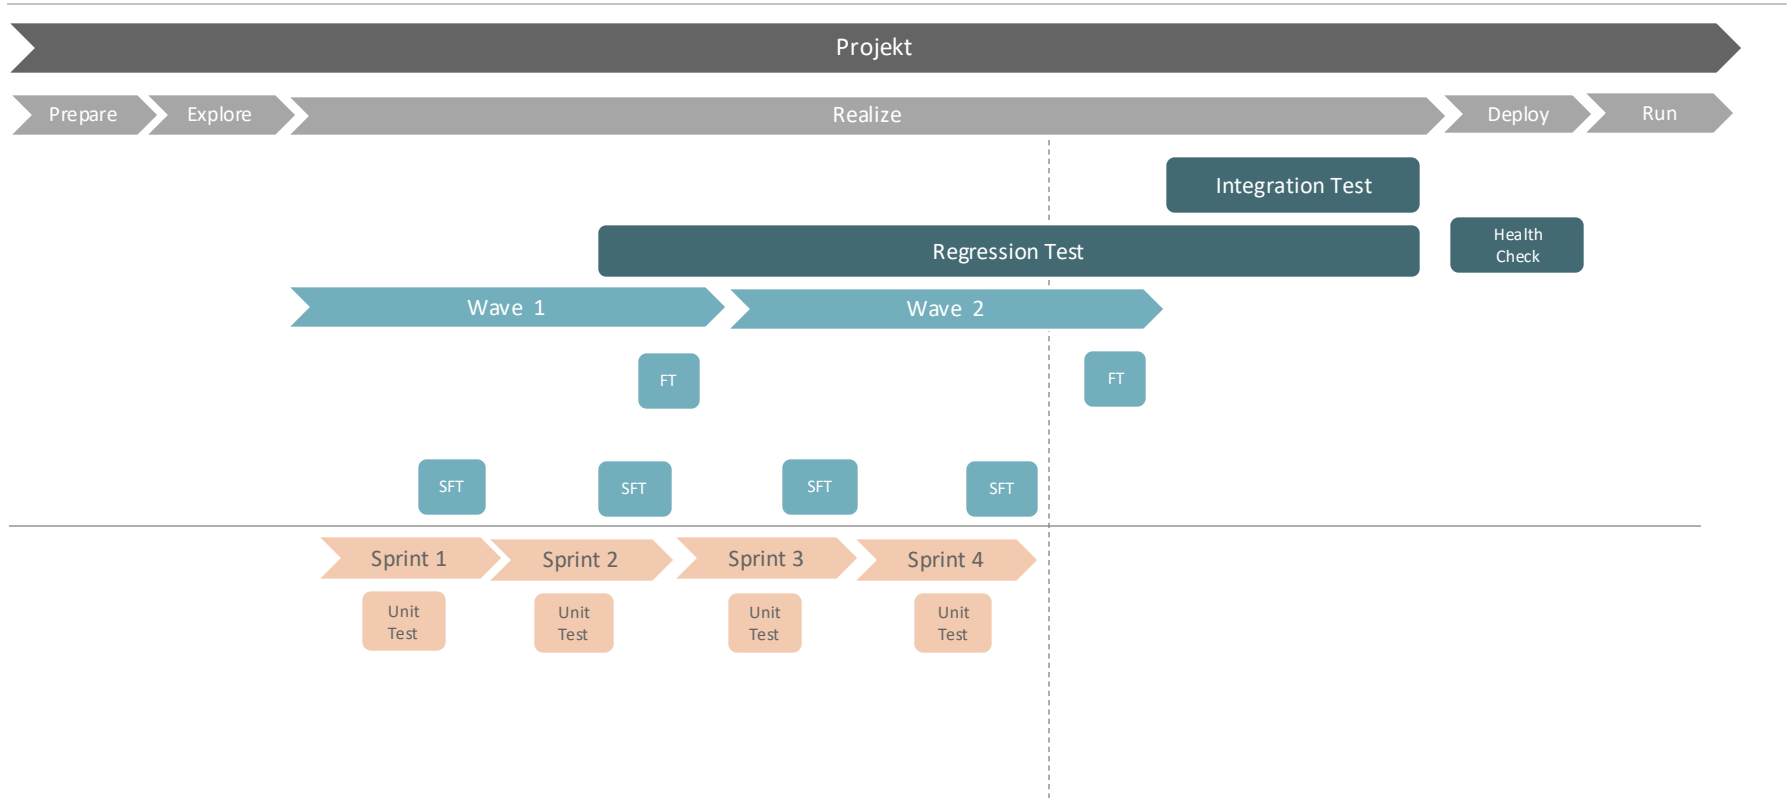 Projekt
Prepare
Explore
Realize
Deploy
Run
Integration Test
Regression Test
Health
Check
Wave 1
Wave 2
FT
FT
SFT
SFT
SFT
SFT
Sprint 1
Sprint 2
Sprint 3
Sprint 4
Unit
Test
Unit
Test
Unit
Test
Unit
Test